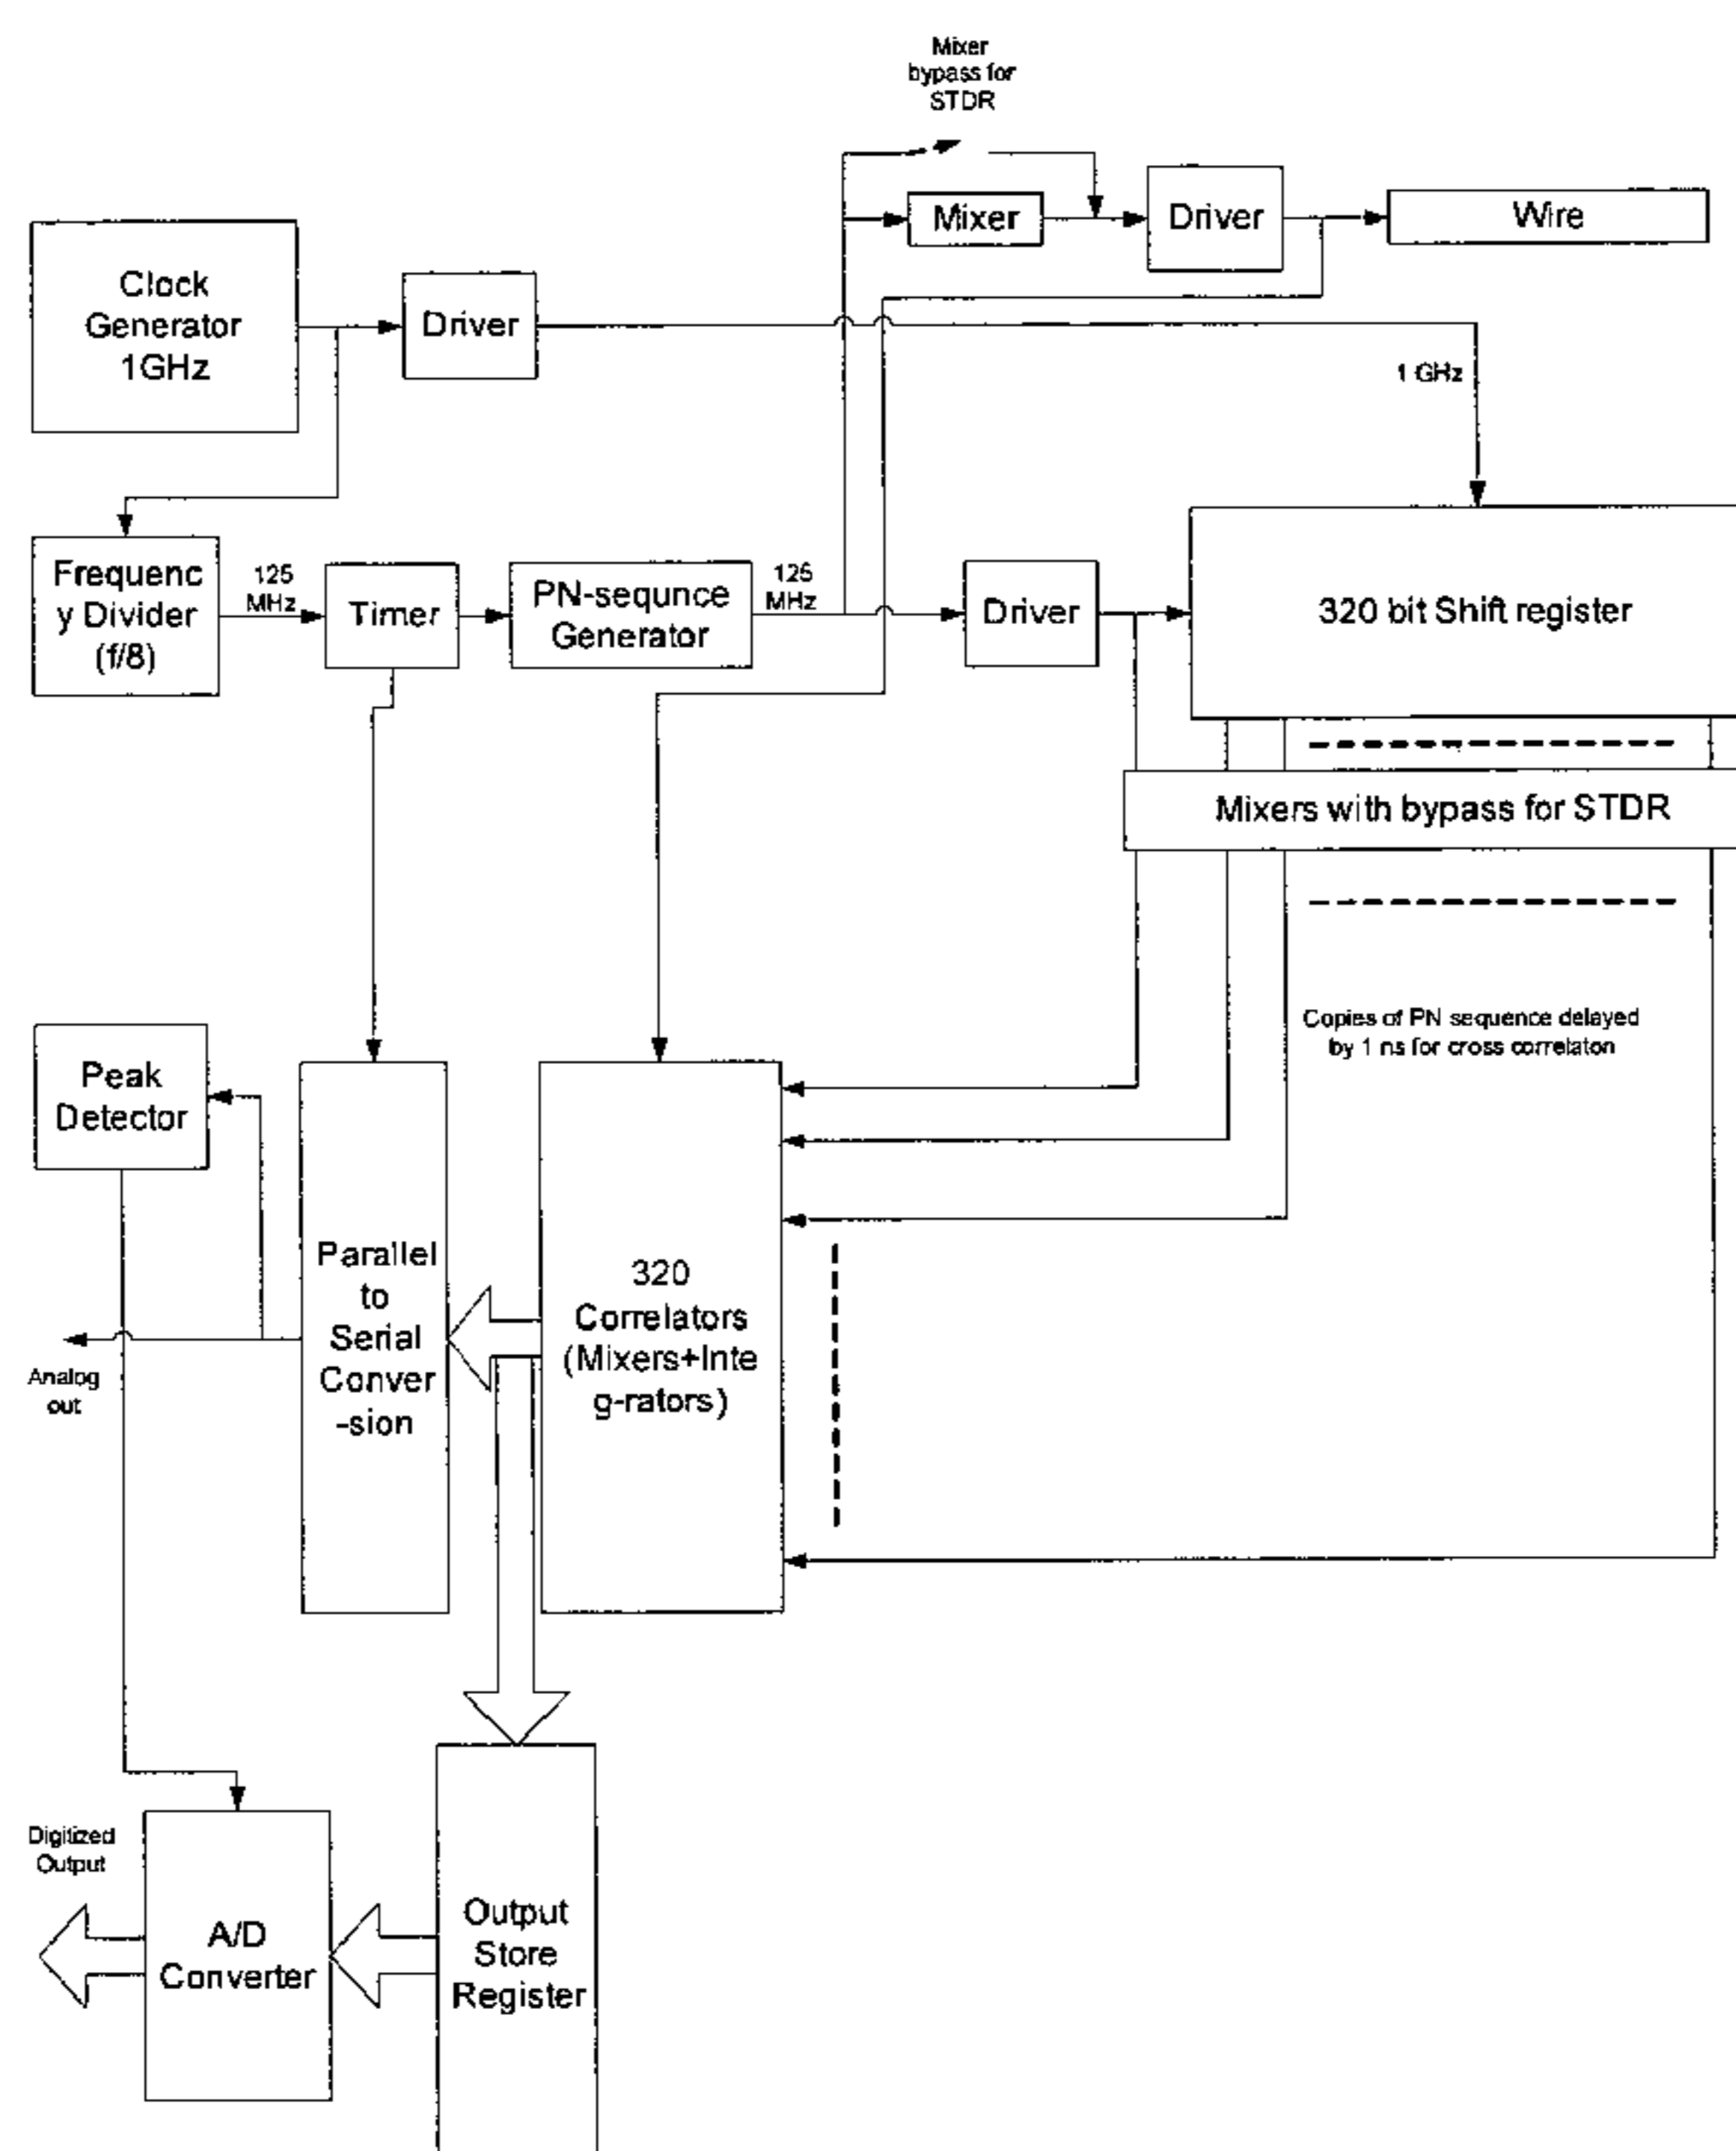 Mixer
bypass for
STDR
Mixer
Driver
Wire
Clock
Generator
1GHz
Driver
1 GHz
Frequenc
y Divider
(f/8)
125
MHz
Timer
PN-sequnce
Generator
125
MHz
Driver
320 bit Shift register
Mixers with bypass for STDR
Copies of PN sequence delayed
by 1 ns for cross correlaton
Peak
Detector
Parallel
to
Serial
Conver
-sion
320
Correlators
(Mixers+Inte
g-rators)
Analog
out
Digitized
Output
A/D
Converter
Output
Store
Register